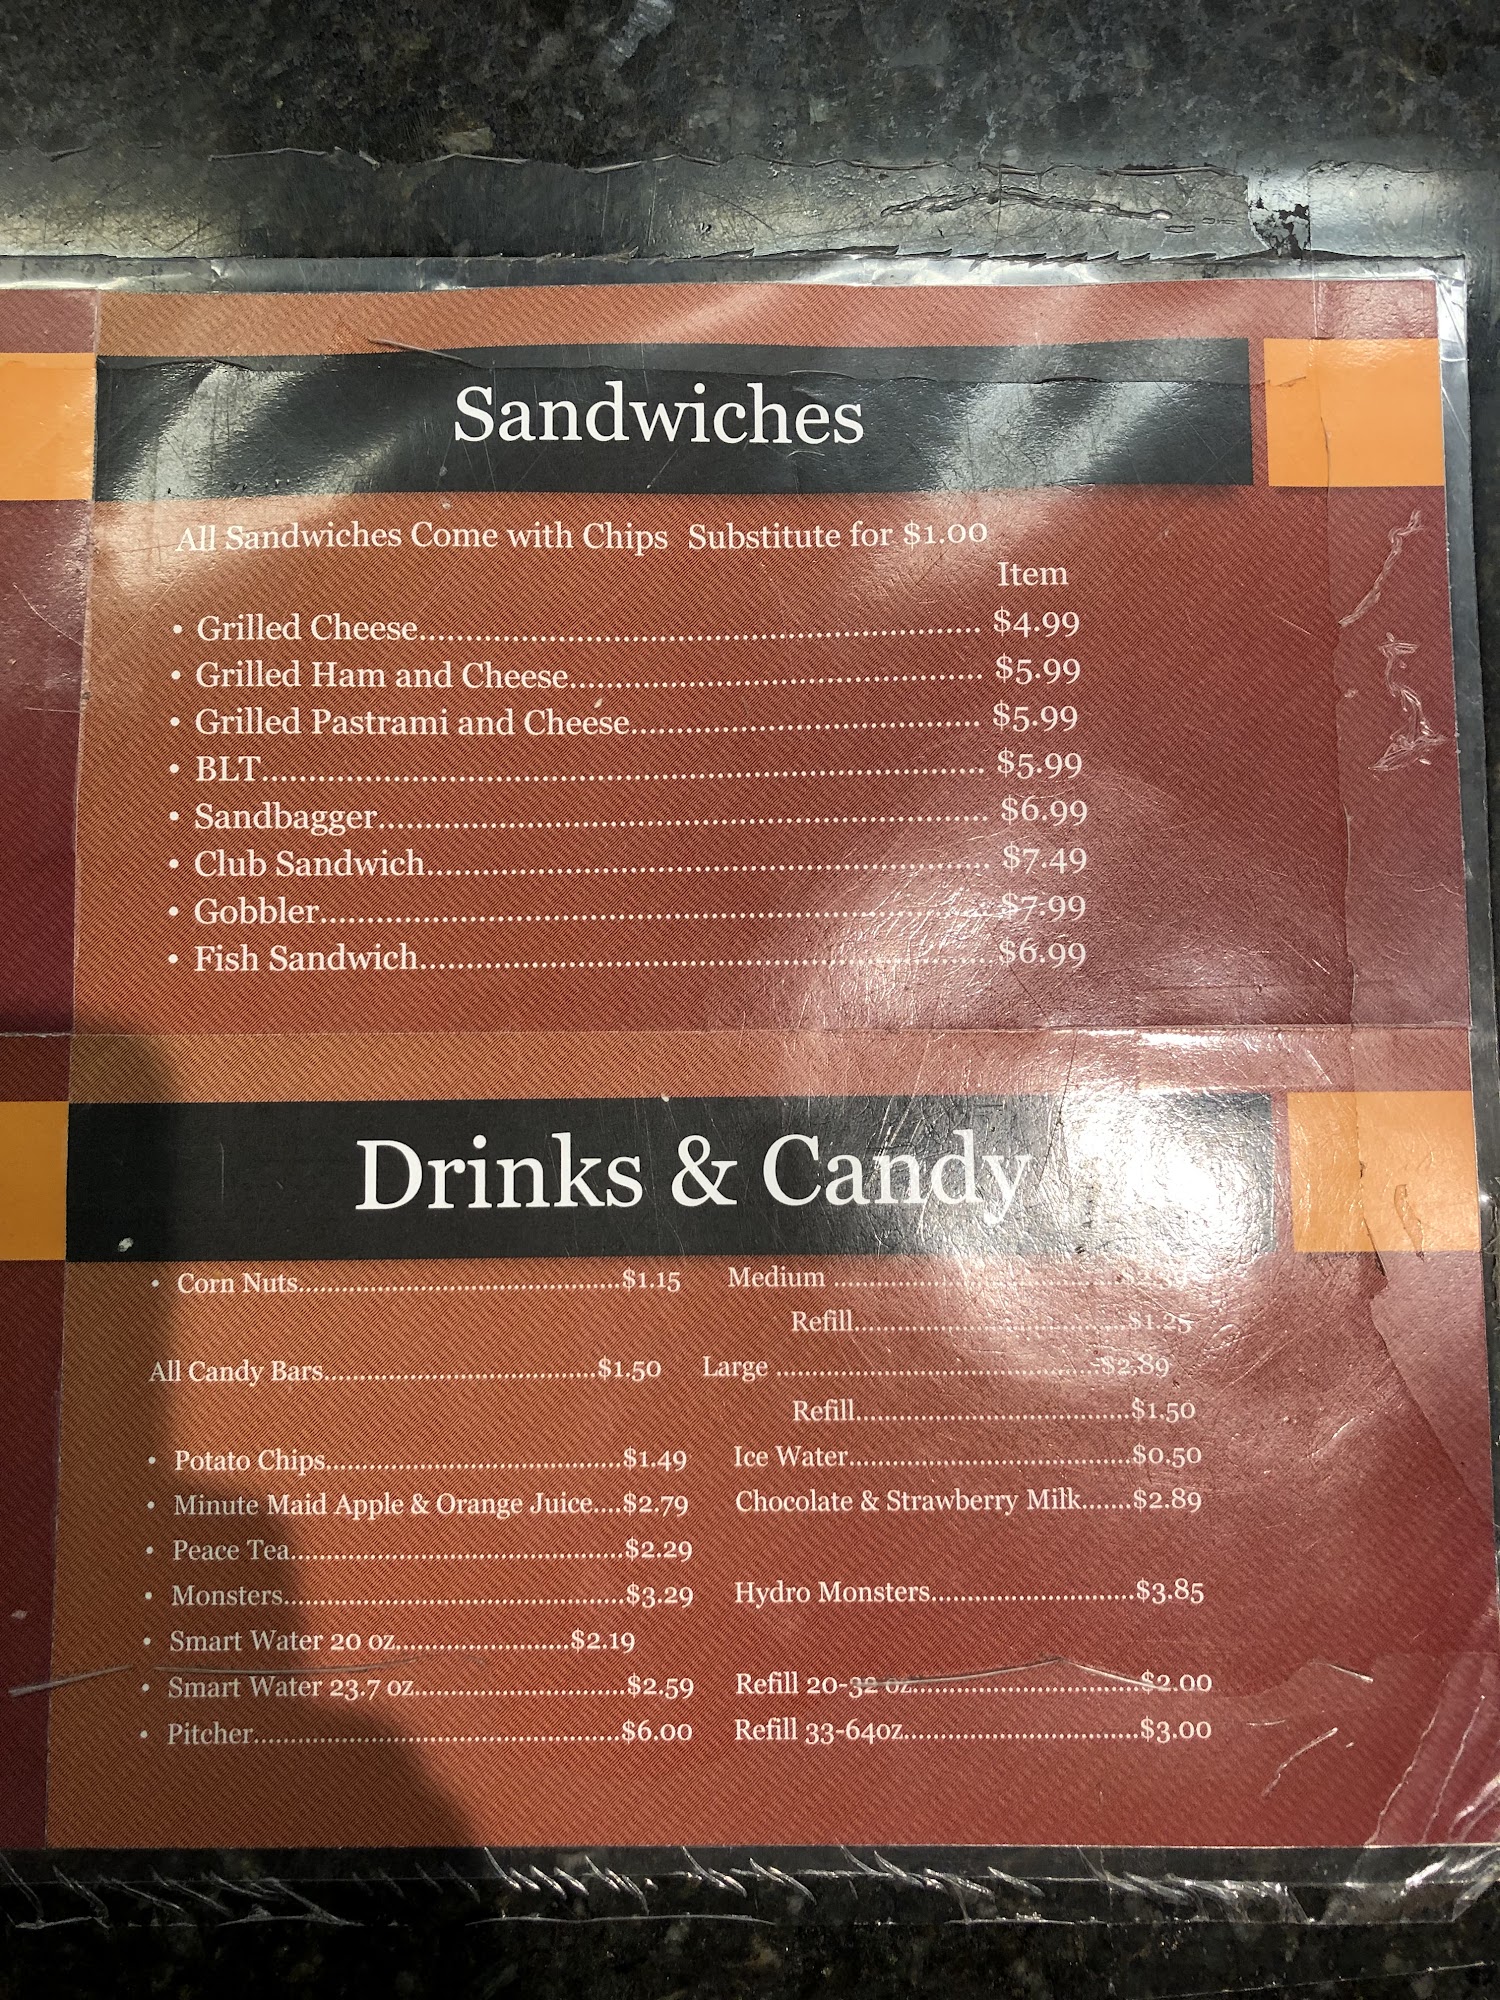 Sandwiches
All Sandwiches Come with Chips Substitute for $1.00
Item
• Grilled Cheese.......................................................... $4.99
• Grilled Ham and Cheese.......................................... $5.99
• Grilled Pastrami and Cheese.................................... $5.99
• BLT........................................................................... $5.99
• Sandbagger............................................................... $6.99
• Club Sandwich.......................................................... $7.49
• Gobbler..................................................................... $7.99
• Fish Sandwich...........................................................$6.99
Drinks & Candy
• Corn Nuts.............................................$1.15 Medium ........................................
Refill......................................$1.25
All Candy Bars......................................$1.50 Large .............................................$2.89
Refill......................................$1.50
• Potato Chips.........................................$1.49 Ice Water.......................................$0.50
• Minute Maid Apple & Orange Juice....$2.79 Chocolate & Strawberry Milk.......$2.89
• Peace Tea..............................................$2.29
• Monsters...............................................$3.29 Hydro Monsters............................$3.85
• Smart Water 20 oz........................$2.19
• Smart Water 23.7 oz.............................$2.59 Refill 20-32 oz...............................$2.00
• Pitcher...................................................$6.00 Refill 33-64oz.................................$3.00